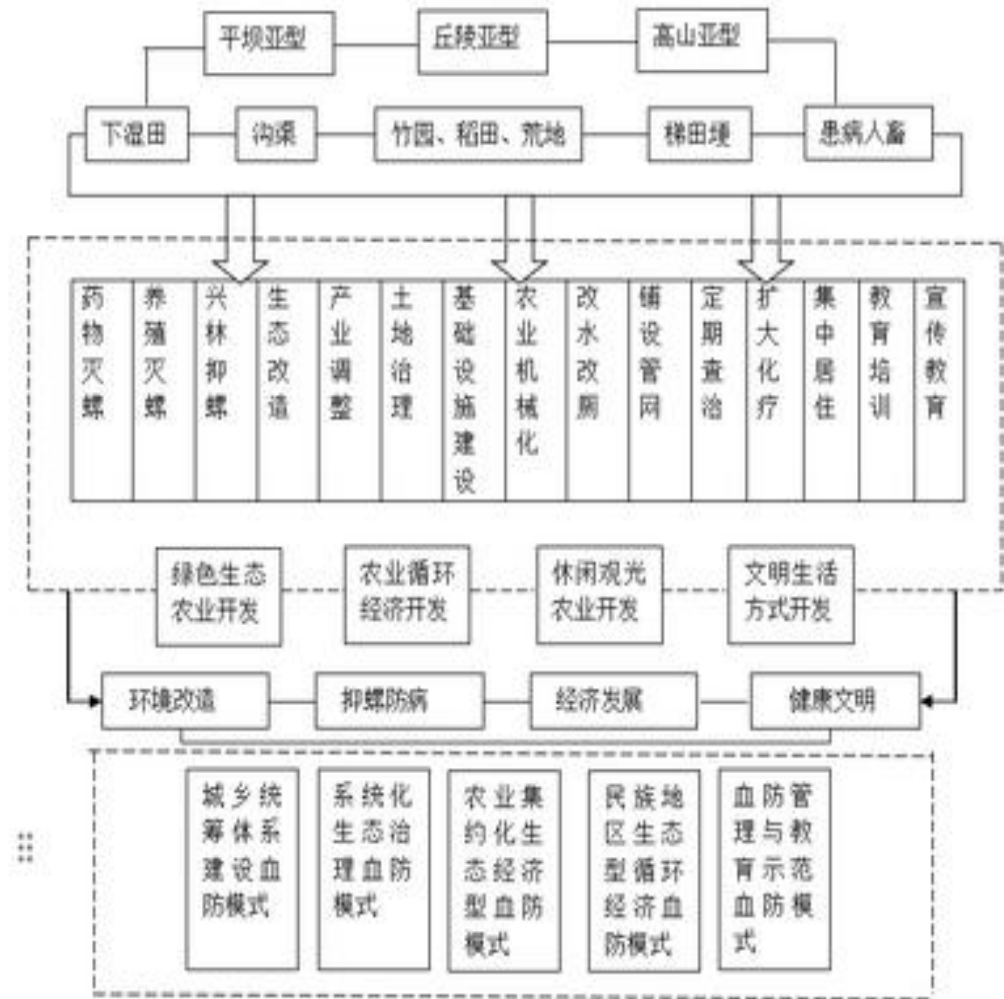 平坝亚型 丘陵亚型 高山亚型
下湿田 沟渠 竹园、稻田、荒地 梯田埂 患病人畜
药物灭螺
养殖灭螺
兴林抑螺
生态改造
产业调整
土地治理
基础设施建设
农业机械化
改水改厕
铺设管网
定期查治
扩大化疗
集中居住
教育培训
宣传教育
绿色生态
农业开发
农业循环
经济开发
休闲观光
农业开发
文明生活
方式开发
环境改造 抑螺防病 经济发展 健康文明
城乡统
筹体系
建设血
防模式
系统化
生态治
理血防
模式
农业集
约化生
态经济
型血防
模式
民族地
区生态
型循环
经济血
防模式
血防管
理与教
育示范
血防模
式